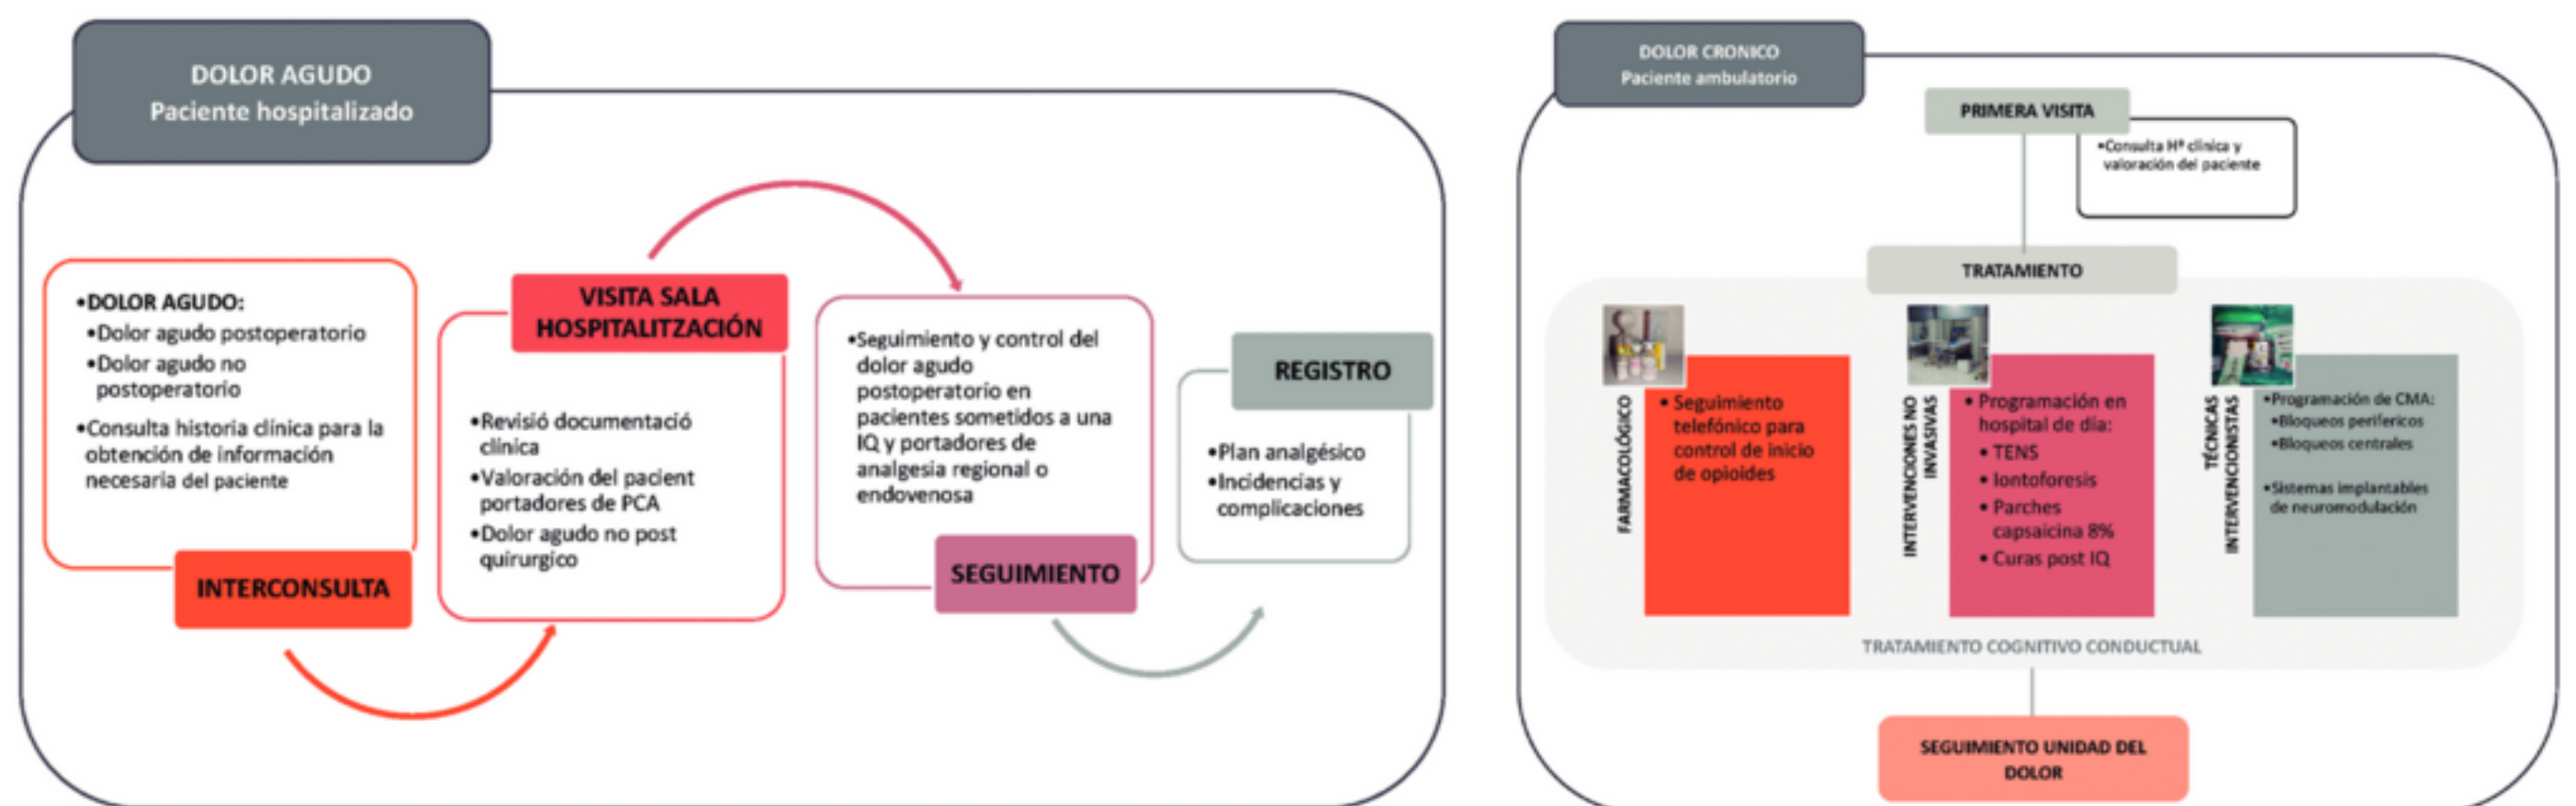 DOLOR AGUDO
Paciente hospitalizado
•DOLOR AGUDO:
•Dolor agudo postoperatorio
•Dolor agudo no
postoperatorio
•Consulta historia clínica para la
obtención de información
necesaria del paciente
INTERCONSULTA
VISITA SALA
HOSPITALITZACIÓN
•Revisió documentació
clínica
•Valoración del pacient
portadores de PCA
•Dolor agudo no post
quirurgico
•Seguimiento y control del
dolor agudo
postoperatorio en
pacientes sometidos a una
IQ y portadores de
analgesia regional o
endovenosa
SEGUIMIENTO
REGISTRO
•Plan analgésico
•Incidencias y
complicaciones
DOLOR CRONICO
Paciente ambulatorio
PRIMERA VISITA
•Consulta Hª clínica y
valoración del paciente
TRATAMIENTO
FARMACOLÓGICO
• Seguimiento
telefónico para
control de inicio
de opioides
INTERVENCIONES NO
INVASIVAS
• Programación en
hospital de día:
• TENS
• Iontoforesis
• Parches
capsaicina 8%
• Curas post IQ
TÉCNICAS
INTERVENCIONISTAS
•Programación de CMA:
•Bloqueos perifericos
•Bloqueos centrales
•Sistemas implantables
de neuromodulación
TRATAMIENTO COGNITIVO CONDUCTUAL
SEGUIMIENTO UNIDAD DEL
DOLOR